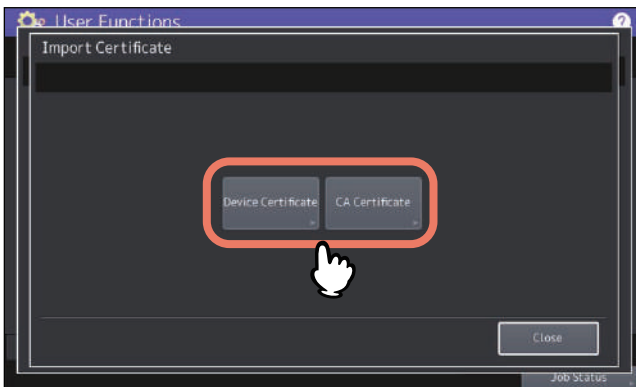 User Functions
?
Import Certificate
Device Certificate
CA Certificate
Close
Job Status